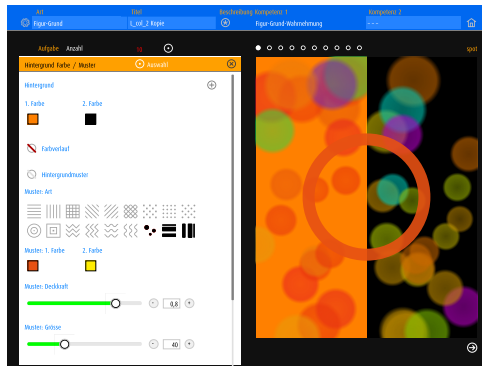 Art Titel Beschreibung Kompetenz 1 Kompetenz 2
Figur-Grund L_col_2 Kopie Figur-Grund-Wahrnehmung - - -
Aufgabe Anzahl 10
spot
Hintergrund Farbe / Muster Auswahl
Hintergrund
1. Farbe 2. Farbe
Farbverlauf
Hintergrundmuster
Muster: Art
Muster: 1. Farbe 2. Farbe
Muster: Deckkraft
0,8
Muster: Grösse
40